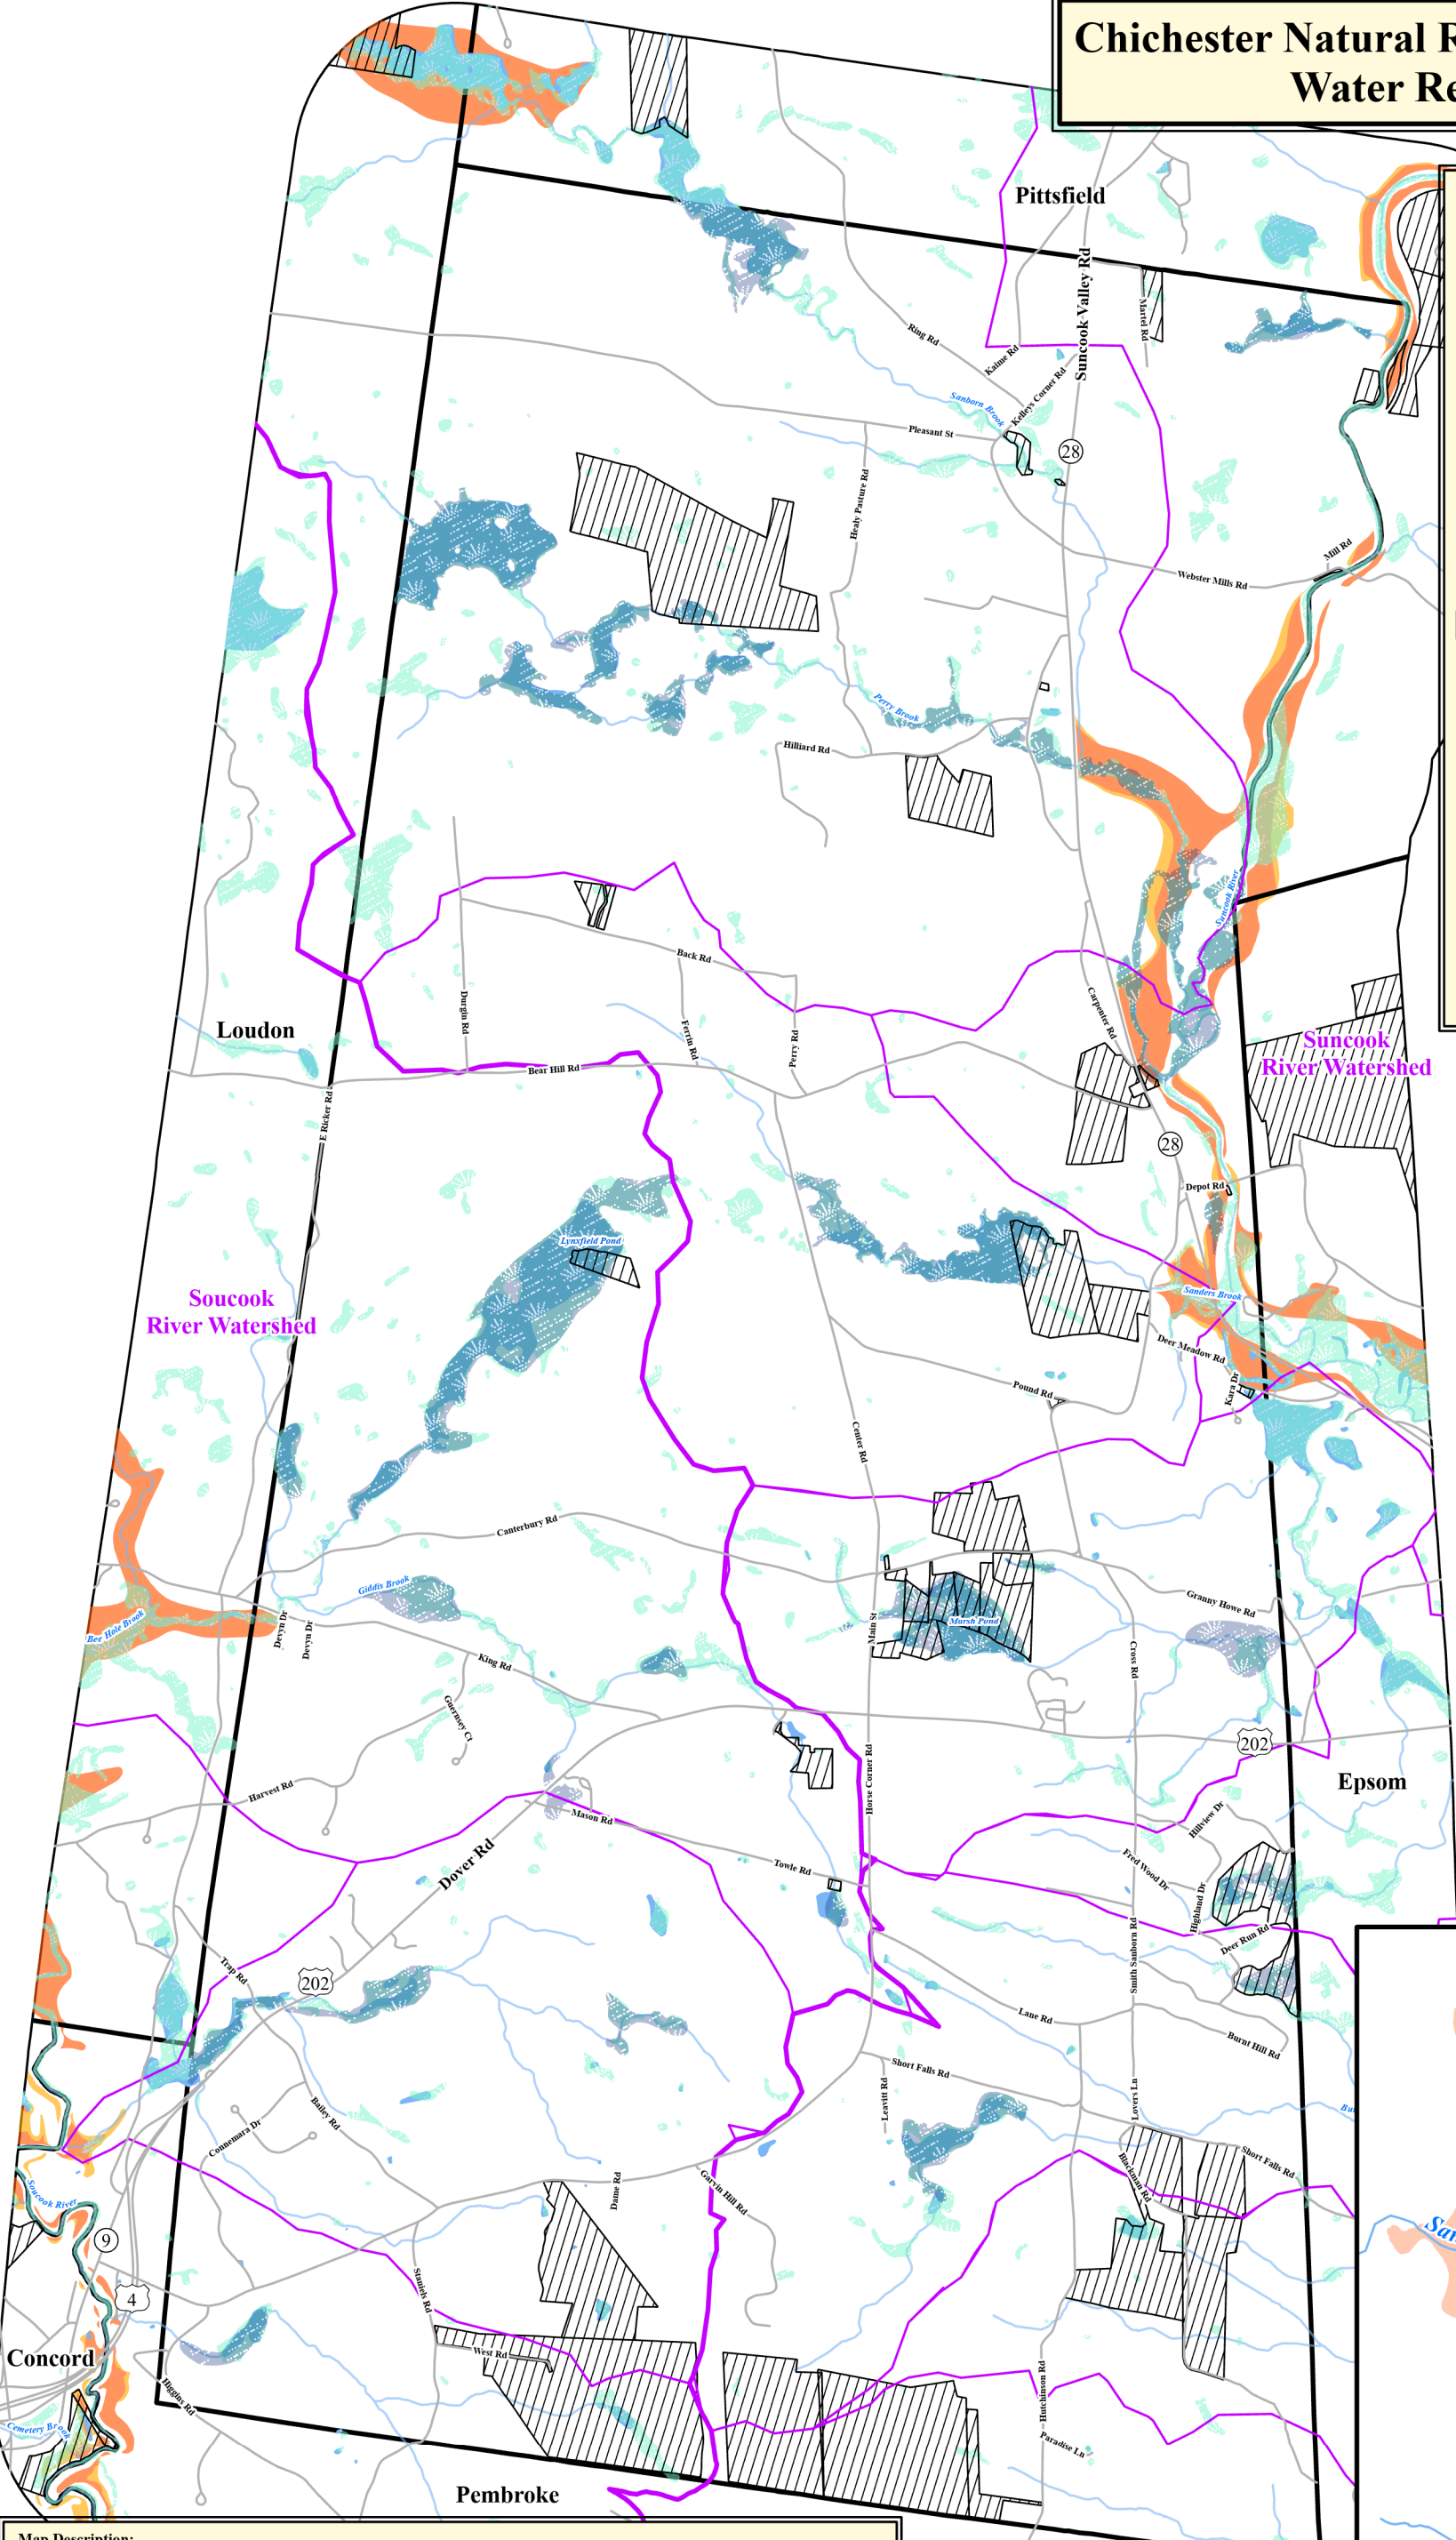 Chichester Natural R
Water Re
Pittsfield
Suncook Valley Rd
Martel Rd
Ring Rd
Kaime Rd
Kelleys Corner Rd
Sanborn Brook
Pleasant St
28
Healy Pasture Rd
Mill Rd
Webster Mills Rd
Perry Brook
Hilliard Rd
Suncook River
Back Rd
Durgin Rd
Ferrin Rd
Perry Rd
Carpenter Rd
Loudon
Suncook
River Watershed
Bear Hill Rd
E Ricker Rd
28
Depot Rd
Lynxfield Pond
Soucook
River Watershed
Sanders Brook
Deer Meadow Rd
Kara Dr
Pound Rd
Center Rd
Canterbury Rd
Giddis Brook
Granny Howe Rd
Marsh Pond
Main St
Bee Hole Brook
Devyn Dr
Devyn Dr
King Rd
Cross Rd
Guernsey Ct
202
Epsom
Horse Corner Rd
Harvest Rd
Mason Rd
Hillview Dr
Dover Rd
Towle Rd
Fred Wood Dr
Highland Dr
Deer Run Rd
Smith Sanborn Rd
Trap Rd
202
Lane Rd
Burnt Hill Rd
Short Falls Rd
Leavitt Rd
Lovers Ln
Bailey Rd
Connemara Dr
Short Falls Rd
Blackman Rd
Dame Rd
Garvin Hill Rd
Soucook River
9
4
Staniels Rd
West Rd
Concord
Higgins Rd
Hutchinson Rd
Cemetery Brook
Paradise Ln
Pembroke
Map Description: